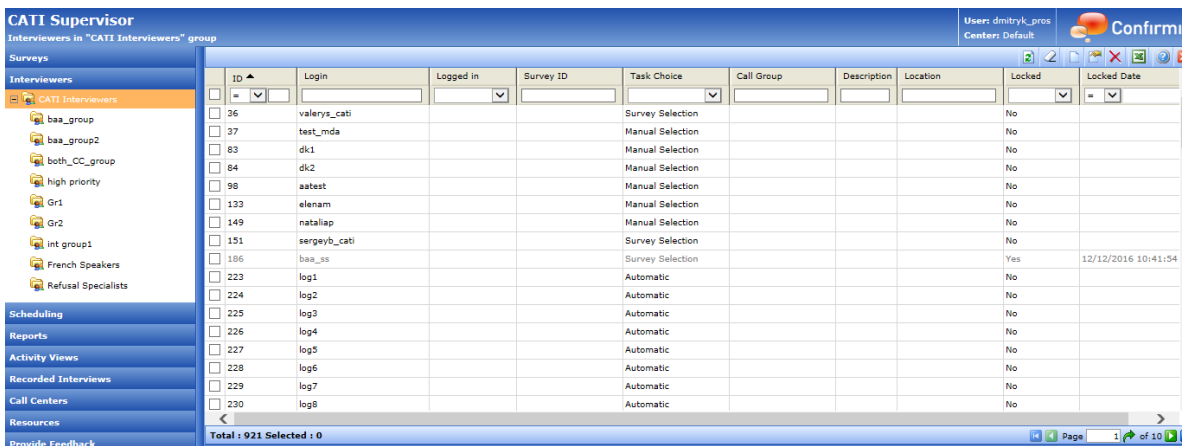 CATI Supervisor
Interviewers in "CATI Interviewers" group
User: dmitryk_pros
Center: Default
Confirmi
Surveys
Interviewers
CATI Interviewers
baa_group
baa_group2
both_CC_group
high priority
Gr1
Gr2
int group1
French Speakers
Refusal Specialists
Scheduling
Reports
Activity Views
Recorded Interviews
Call Centers
Resources
Provide Feedback
ID Login Logged in Survey ID Task Choice Call Group Description Location Locked Locked Date
= =
36 valerys_cati Survey Selection No
37 test_mda Manual Selection No
83 dk1 Manual Selection No
84 dk2 Manual Selection No
98 aatest Manual Selection No
133 elenam Manual Selection No
149 nataliap Manual Selection No
151 sergeyb_cati Survey Selection No
186 baa_ss Survey Selection Yes 12/12/2016 10:41:54
223 log1 Automatic No
224 log2 Automatic No
225 log3 Automatic No
226 log4 Automatic No
227 log5 Automatic No
228 log6 Automatic No
229 log7 Automatic No
230 log8 Automatic No
Total : 921 Selected : 0
Page 1 of 10